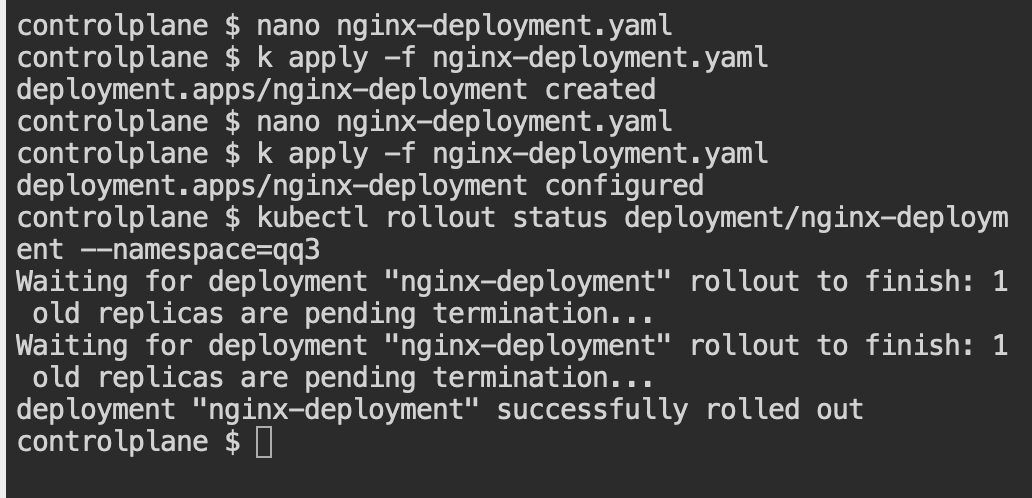 controlplane $ nano nginx-deployment.yaml
controlplane $ k apply -f nginx-deployment.yaml
deployment.apps/nginx-deployment created
controlplane $ nano nginx-deployment.yaml
controlplane $ k apply -f nginx-deployment.yaml
deployment.apps/nginx-deployment configured
controlplane $ kubectl rollout status deployment/nginx-deploym
ent --namespace=qq3
Waiting for deployment "nginx-deployment" rollout to finish: 1
 old replicas are pending termination...
Waiting for deployment "nginx-deployment" rollout to finish: 1
 old replicas are pending termination...
deployment "nginx-deployment" successfully rolled out
controlplane $